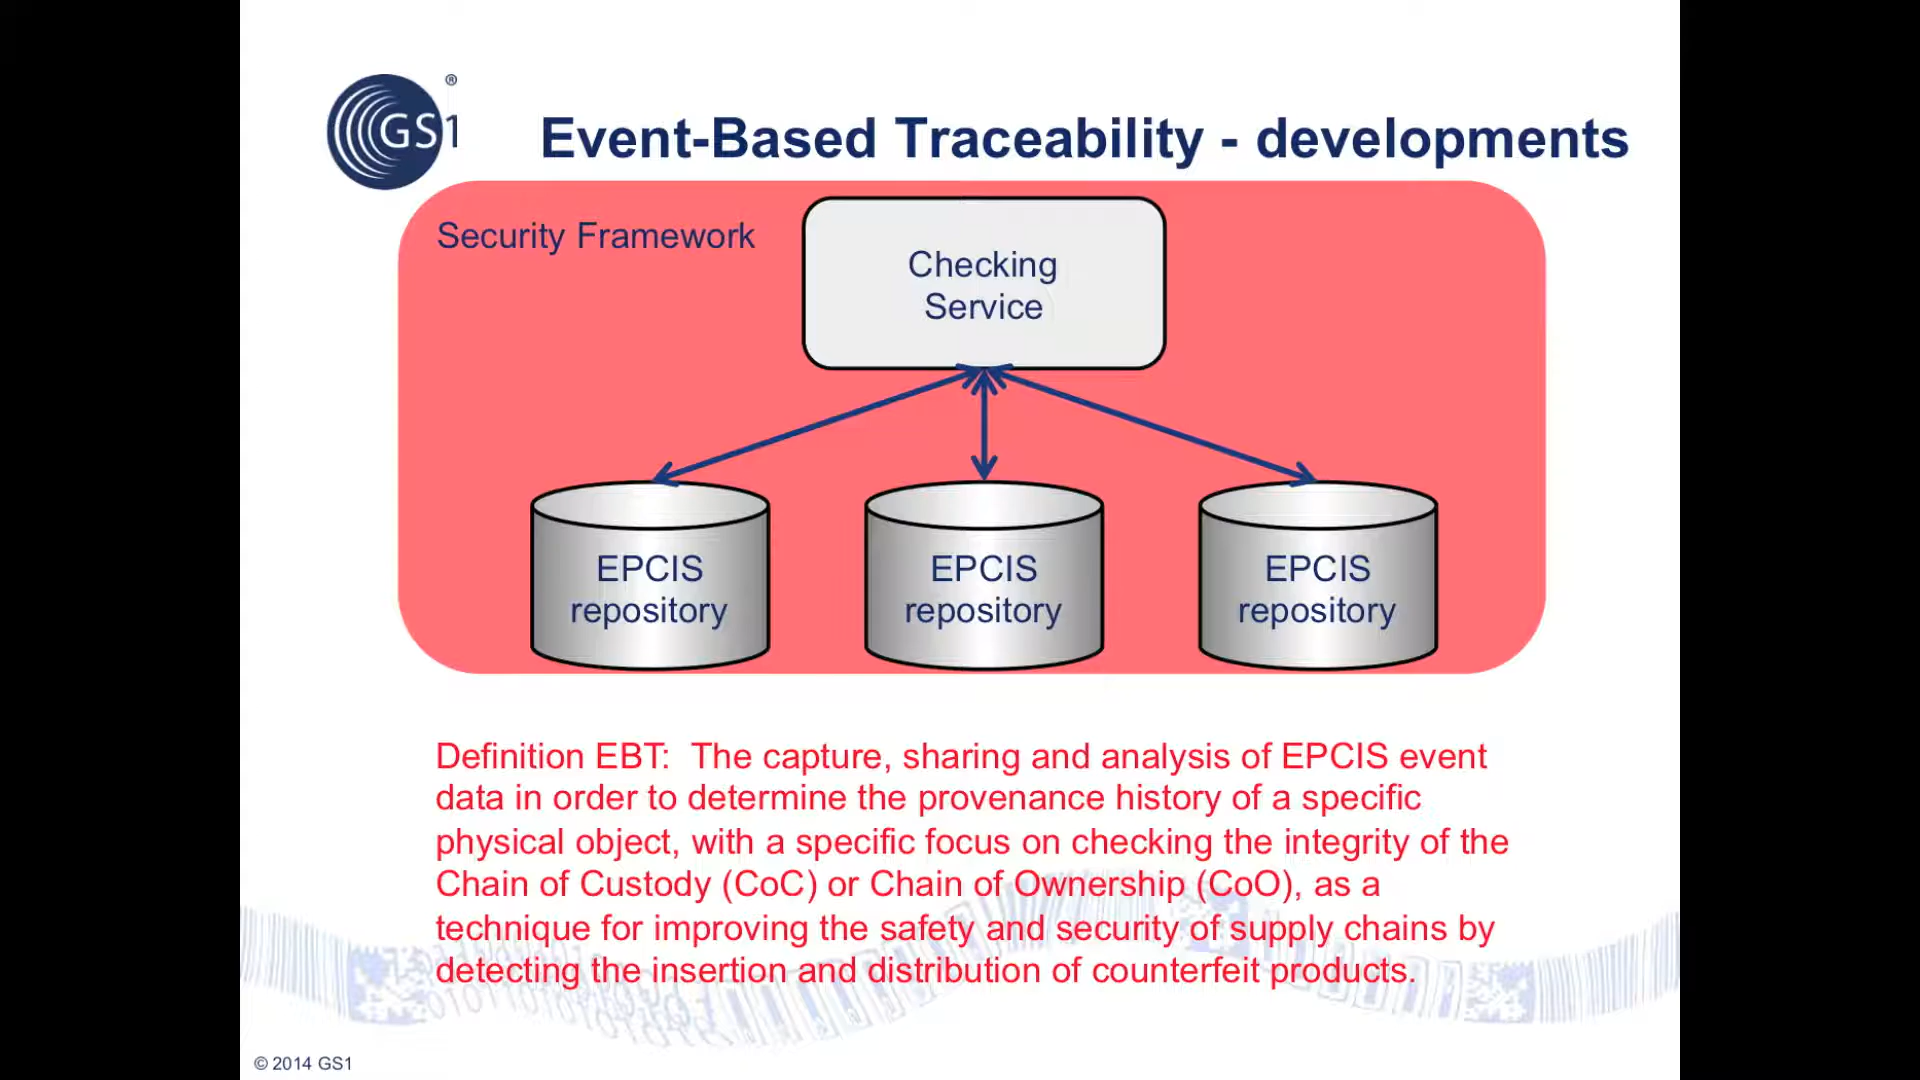 ®
GS1
Event-Based Traceability - developments
Security Framework
Checking
Service
EPCIS
repository
EPCIS
repository
EPCIS
repository
Definition EBT:  The capture, sharing and analysis of EPCIS event
data in order to determine the provenance history of a specific
physical object, with a specific focus on checking the integrity of the
Chain of Custody (CoC) or Chain of Ownership (CoO), as a
technique for improving the safety and security of supply chains by
detecting the insertion and distribution of counterfeit products.
© 2014 GS1